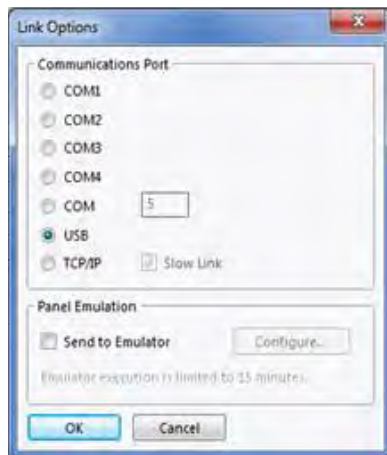 Link Options
Communications Port
COM1
COM2
COM3
COM4
COM 5
USB
TCP/IP Slow Link
Panel Emulation
Send to Emulator Configure...
Emulator execution is limited to 15 minutes.
OK Cancel